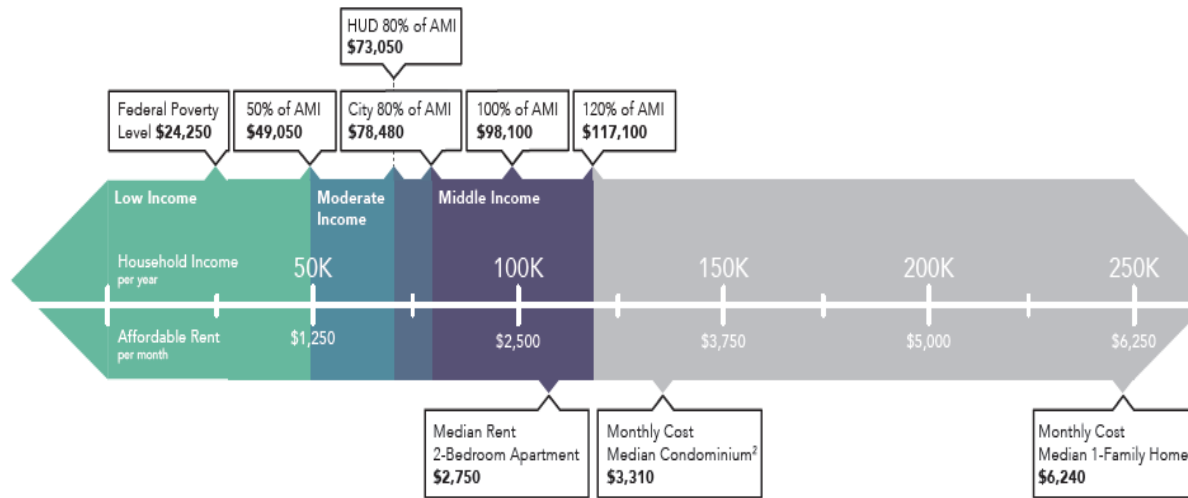 HUD 80% of AMI
$73,050
Federal Poverty
Level $24,250
50% of AMI
$49,050
City 80% of AMI
$78,480
100% of AMI
$98,100
120% of AMI
$117,100
Low Income
Moderate
Income
Middle Income
Household Income
per year
50K
100K
150K
200K
250K
Affordable Rent
per month
$1,250
$2,500
$3,750
$5,000
$6,250
Median Rent
2-Bedroom Apartment
$2,750
Monthly Cost
Median Condominium²
$3,310
Monthly Cost
Median 1-Family Home
$6,240